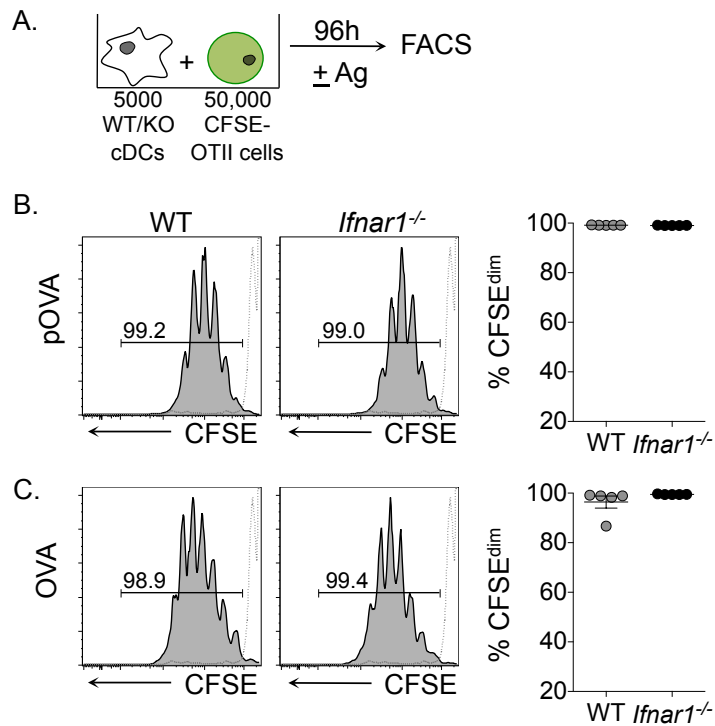 A.
+
96h
± Ag
FACS
5000 50,000
WT/KO CFSE-
cDCs OTII cells
B.
WT Ifnar1-/-
pOVA
99.2
CFSE
99.0
CFSE
% CFSEdim
100
80
60
40
20
WT Ifnar1-/-
C.
OVA
98.9
CFSE
99.4
CFSE
% CFSEdim
100
80
60
40
20
WT Ifnar1-/-